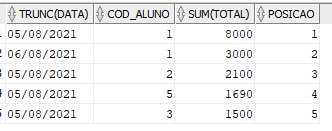 TRUNC(DATA) COD_ALUNO SUM(TOTAL) POSICAO
05/08/2021 1 8000 1
06/08/2021 1 3000 2
05/08/2021 2 2100 3
05/08/2021 5 1690 4
05/08/2021 3 1500 5